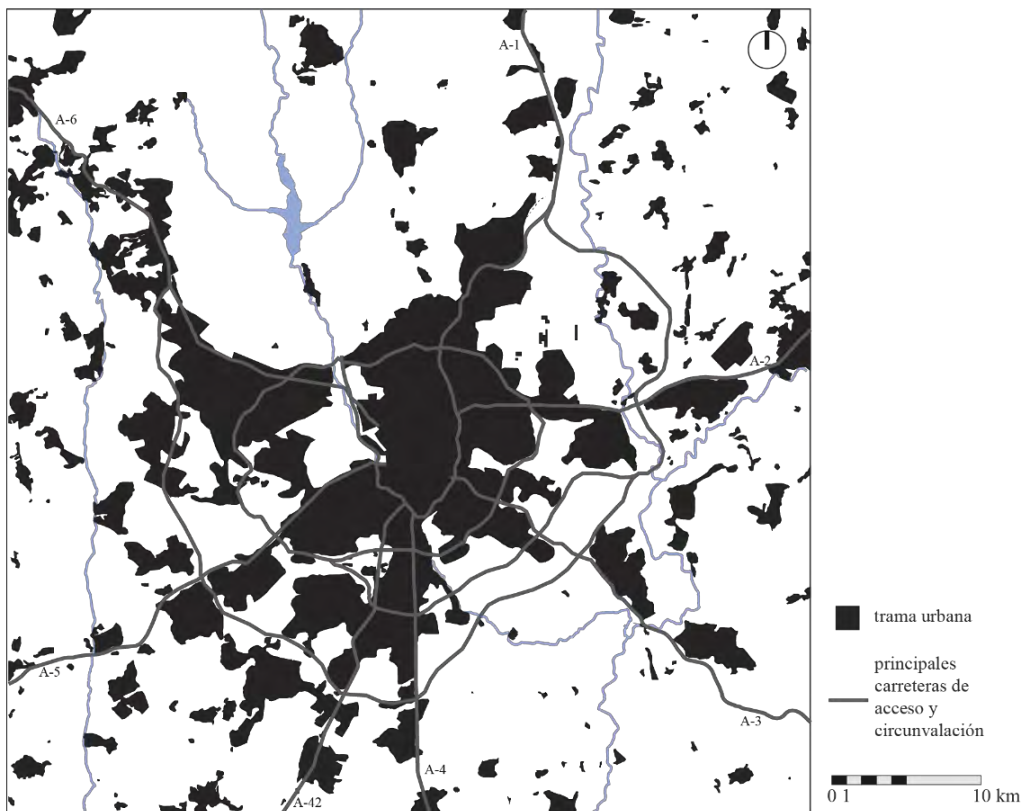 A-1
A-6
A-2
A-5
A-3
A-4
A-42
trama urbana
principales
carreteras de
acceso y
circunvalación
0 1 10 km